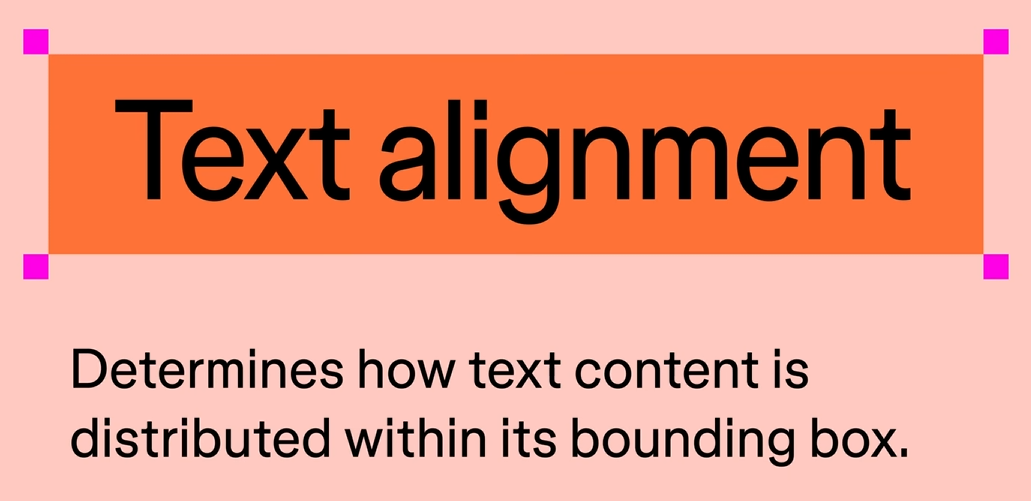 Text alignment
Determines how text content is
distributed within its bounding box.